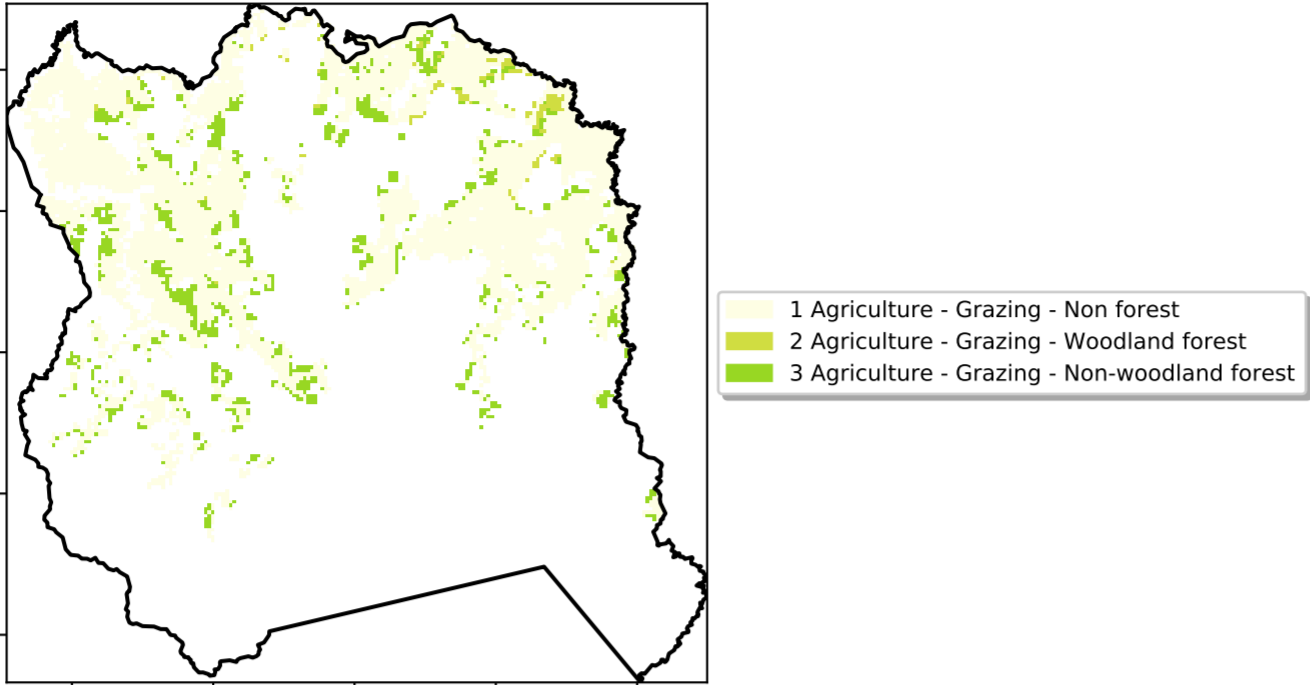 1 Agriculture - Grazing - Non forest
2 Agriculture - Grazing - Woodland forest
3 Agriculture - Grazing - Non-woodland forest